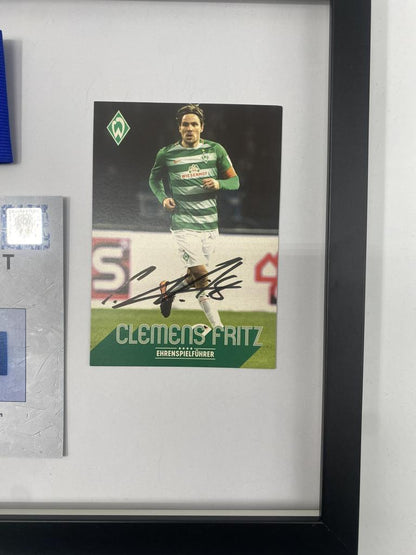 T
WIESENHOF
S
CLEMENS FRITZ
EHRENSPIELFÜHRER